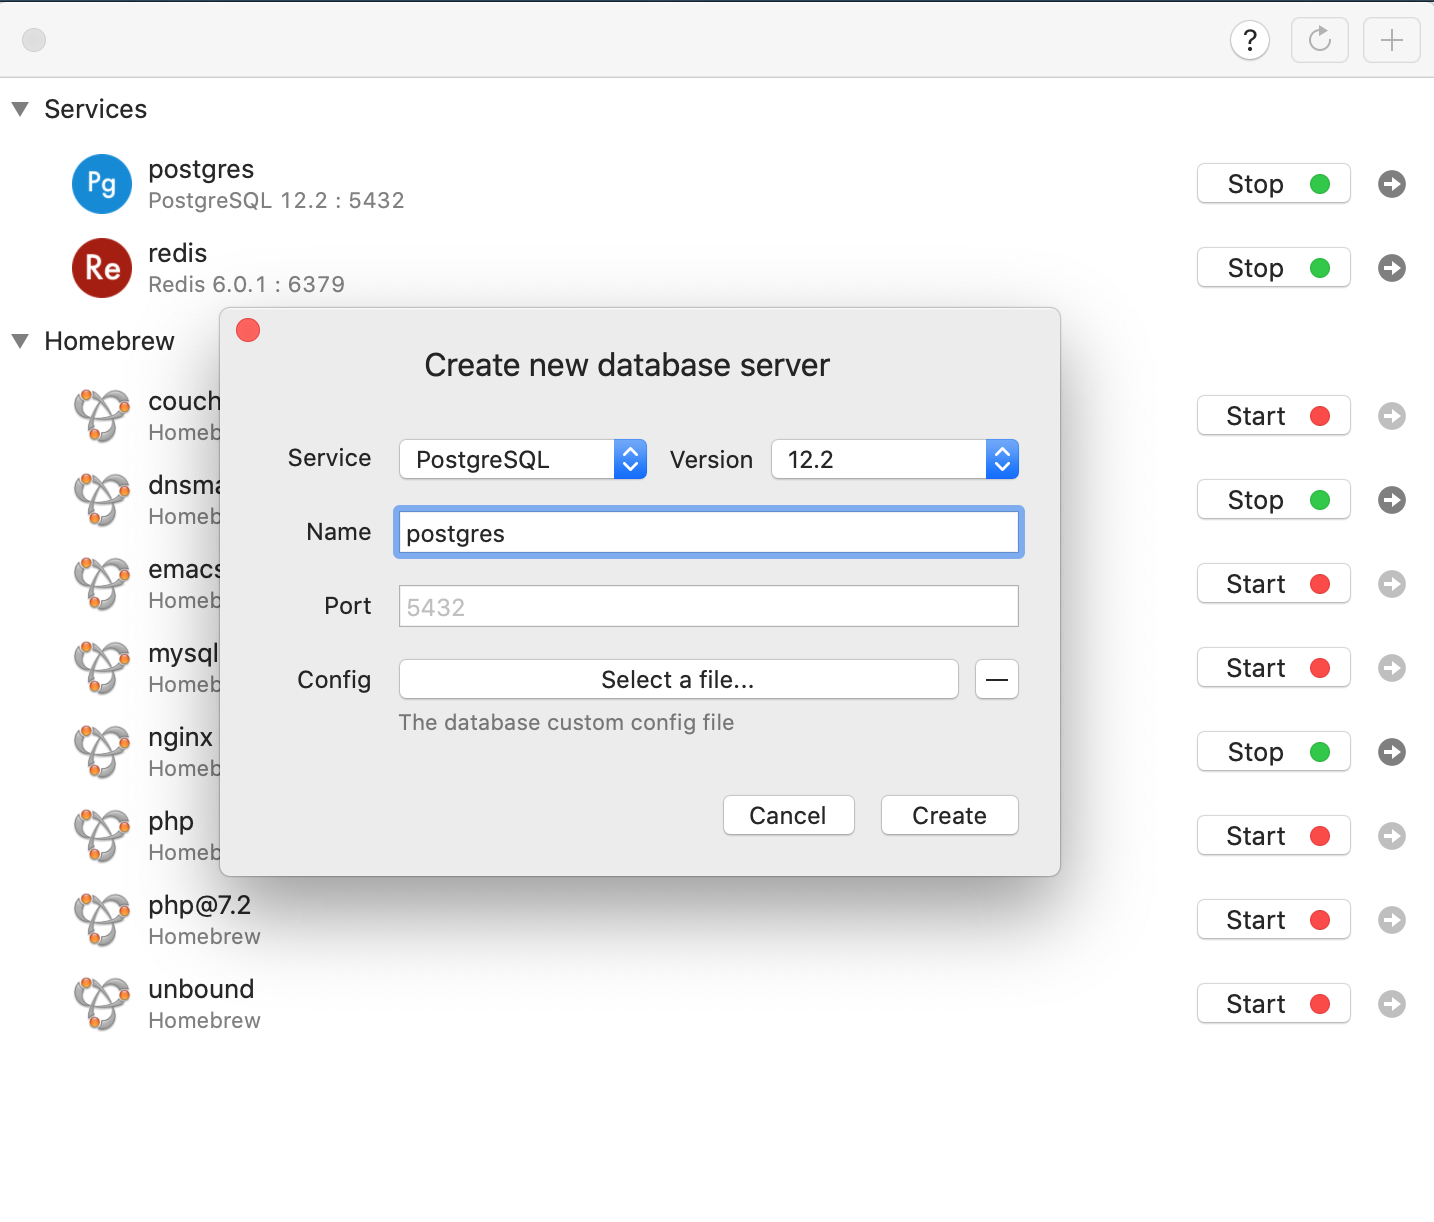 ?
Services
Pg
postgres
PostgreSQL 12.2 : 5432
Stop
Re
redis
Redis 6.0.1 : 6379
Stop
Homebrew
Create new database server
couch
Homeb
Start
Service
PostgreSQL
Version
12.2
dnsma
Homeb
Stop
Name
postgres
emacs
Homeb
Start
Port
5432
mysql
Homeb
Start
Config
Select a file...
The database custom config file
nginx
Homeb
Stop
php
Homeb
Start
Cancel
Create
php@7.2
Homebrew
Start
unbound
Homebrew
Start